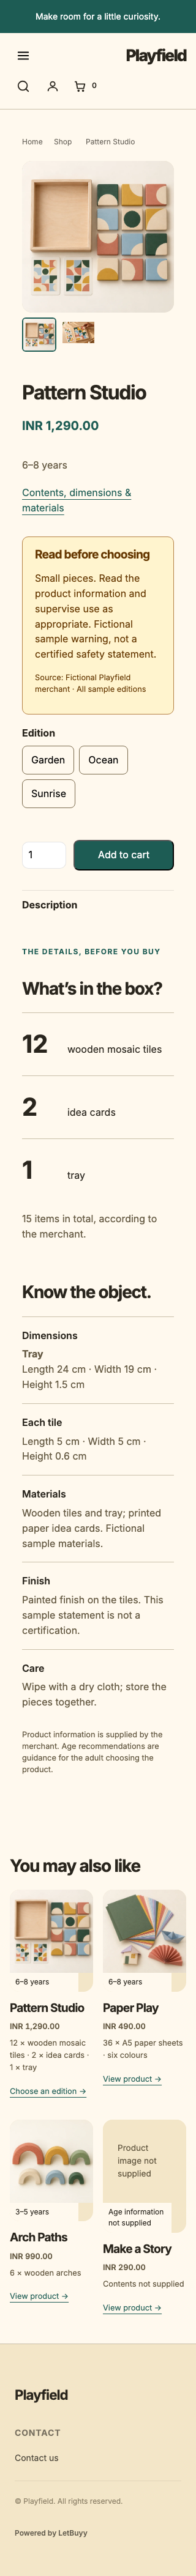 Make room for a little curiosity.
Playfield
0
Home Shop Pattern Studio
Pattern Studio
INR 1,290.00
6–8 years
Contents, dimensions &
materials
Read before choosing
Small pieces. Read the
product information and
supervise use as
appropriate. Fictional
sample warning, not a
certified safety statement.
Source: Fictional Playfield
merchant · All sample editions
Edition
Garden Ocean
Sunrise
1 Add to cart
Description
THE DETAILS, BEFORE YOU BUY
What’s in the box?
12 wooden mosaic tiles
2 idea cards
1 tray
15 items in total, according to
the merchant.
Know the object.
Dimensions
Tray
Length 24 cm · Width 19 cm ·
Height 1.5 cm
Each tile
Length 5 cm · Width 5 cm ·
Height 0.6 cm
Materials
Wooden tiles and tray; printed
paper idea cards. Fictional
sample materials.
Finish
Painted finish on the tiles. This
sample statement is not a
certification.
Care
Wipe with a dry cloth; store the
pieces together.
Product information is supplied by the
merchant. Age recommendations are
guidance for the adult choosing the
product.
You may also like
6–8 years
Pattern Studio
INR 1,290.00
12 × wooden mosaic
tiles · 2 × idea cards ·
1 × tray
Choose an edition →
6–8 years
Paper Play
INR 490.00
36 × A5 paper sheets
· six colours
View product →
3–5 years
Arch Paths
INR 990.00
6 × wooden arches
View product →
Product
image not
supplied
Age information
not supplied
Make a Story
INR 290.00
Contents not supplied
View product →
Playfield
CONTACT
Contact us
© Playfield. All rights reserved.
Powered by LetBuyy